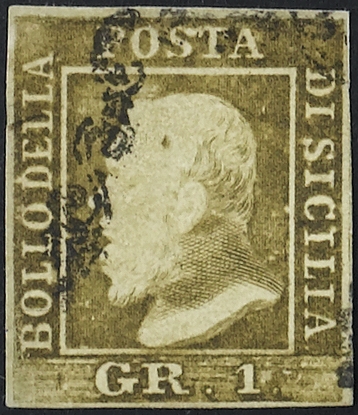 BOLLO DELLA
POSTA
DI SICILIA
GR. 1.